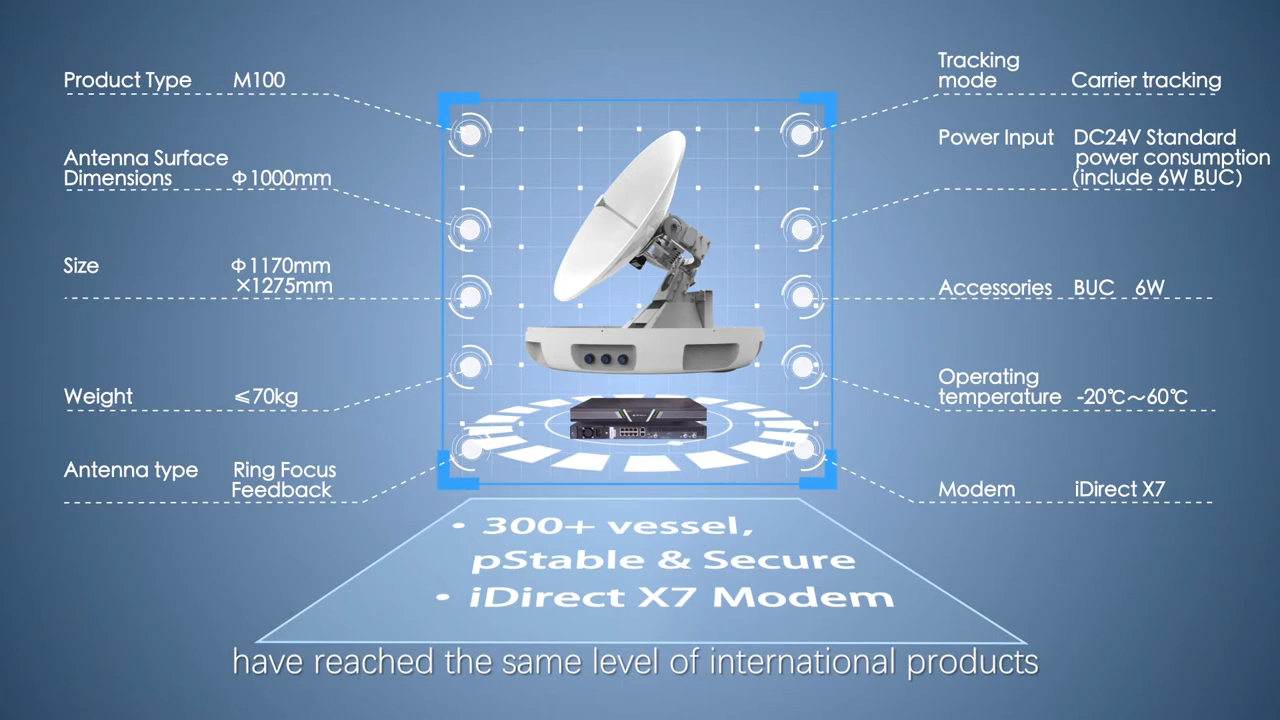 Product Type M100
Antenna Surface
Dimensions Φ1000mm
Size Φ1170mm
×1275mm
Weight ⩽70kg
Antenna type Ring Focus
Feedback
Tracking
mode Carrier tracking
Power Input DC24V Standard
power consumption
(include 6W BUC)
Accessories BUC 6W
Operating
temperature -20℃～60℃
Modem iDirect X7
• 300+ vessel,
pStable & Secure
• iDirect X7 Modem
have reached the same level of international products